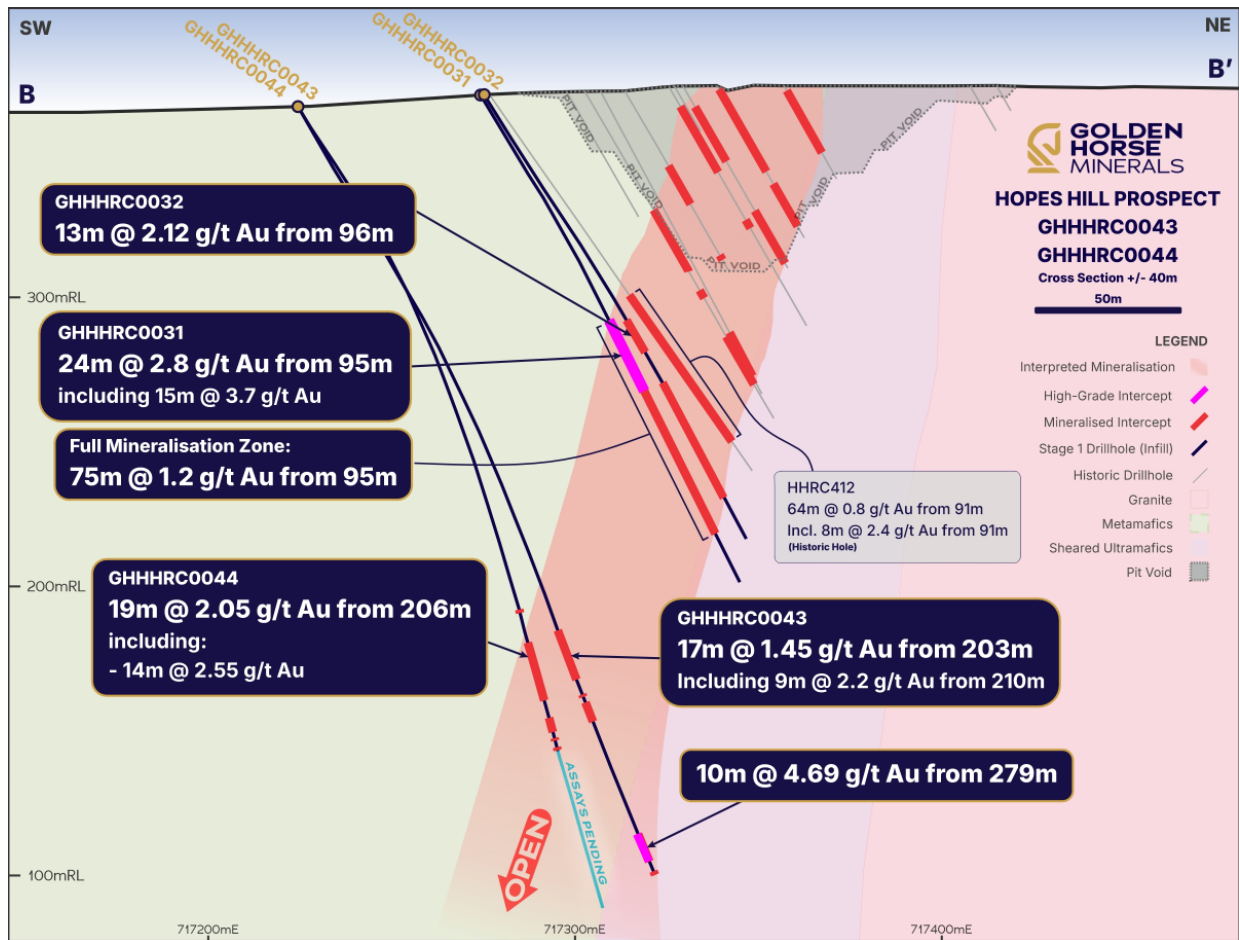 SW
NE
B
B'
GHHHRC0043
GHHHRC0044
GHHHRC0032
GHHHRC0031
PIT VOID
PIT VOID
PIT VOID
PIT VOID
PIT VOID
PIT VOID
GOLDEN
HORSE
MINERALS
HOPES HILL PROSPECT
GHHHRC0043
GHHHRC0044
Cross Section +/- 40m
50m
LEGEND
Interpreted Mineralisation
High-Grade Intercept
Mineralised Intercept
Stage 1 Drillhole (Infill)
Historic Drillhole
Granite
Metamafics
Sheared Ultramafics
Pit Void
GHHHRC0032
13m @ 2.12 g/t Au from 96m
300mRL
GHHHRC0031
24m @ 2.8 g/t Au from 95m
including 15m @ 3.7 g/t Au
Full Mineralisation Zone:
75m @ 1.2 g/t Au from 95m
HHRC412
64m @ 0.8 g/t Au from 91m
Incl. 8m @ 2.4 g/t Au from 91m
(Historic Hole)
200mRL
GHHHRC0044
19m @ 2.05 g/t Au from 206m
including:
- 14m @ 2.55 g/t Au
GHHHRC0043
17m @ 1.45 g/t Au from 203m
Including 9m @ 2.2 g/t Au from 210m
10m @ 4.69 g/t Au from 279m
ASSAYS PENDING
OPEN
100mRL
717200mE
717300mE
717400mE